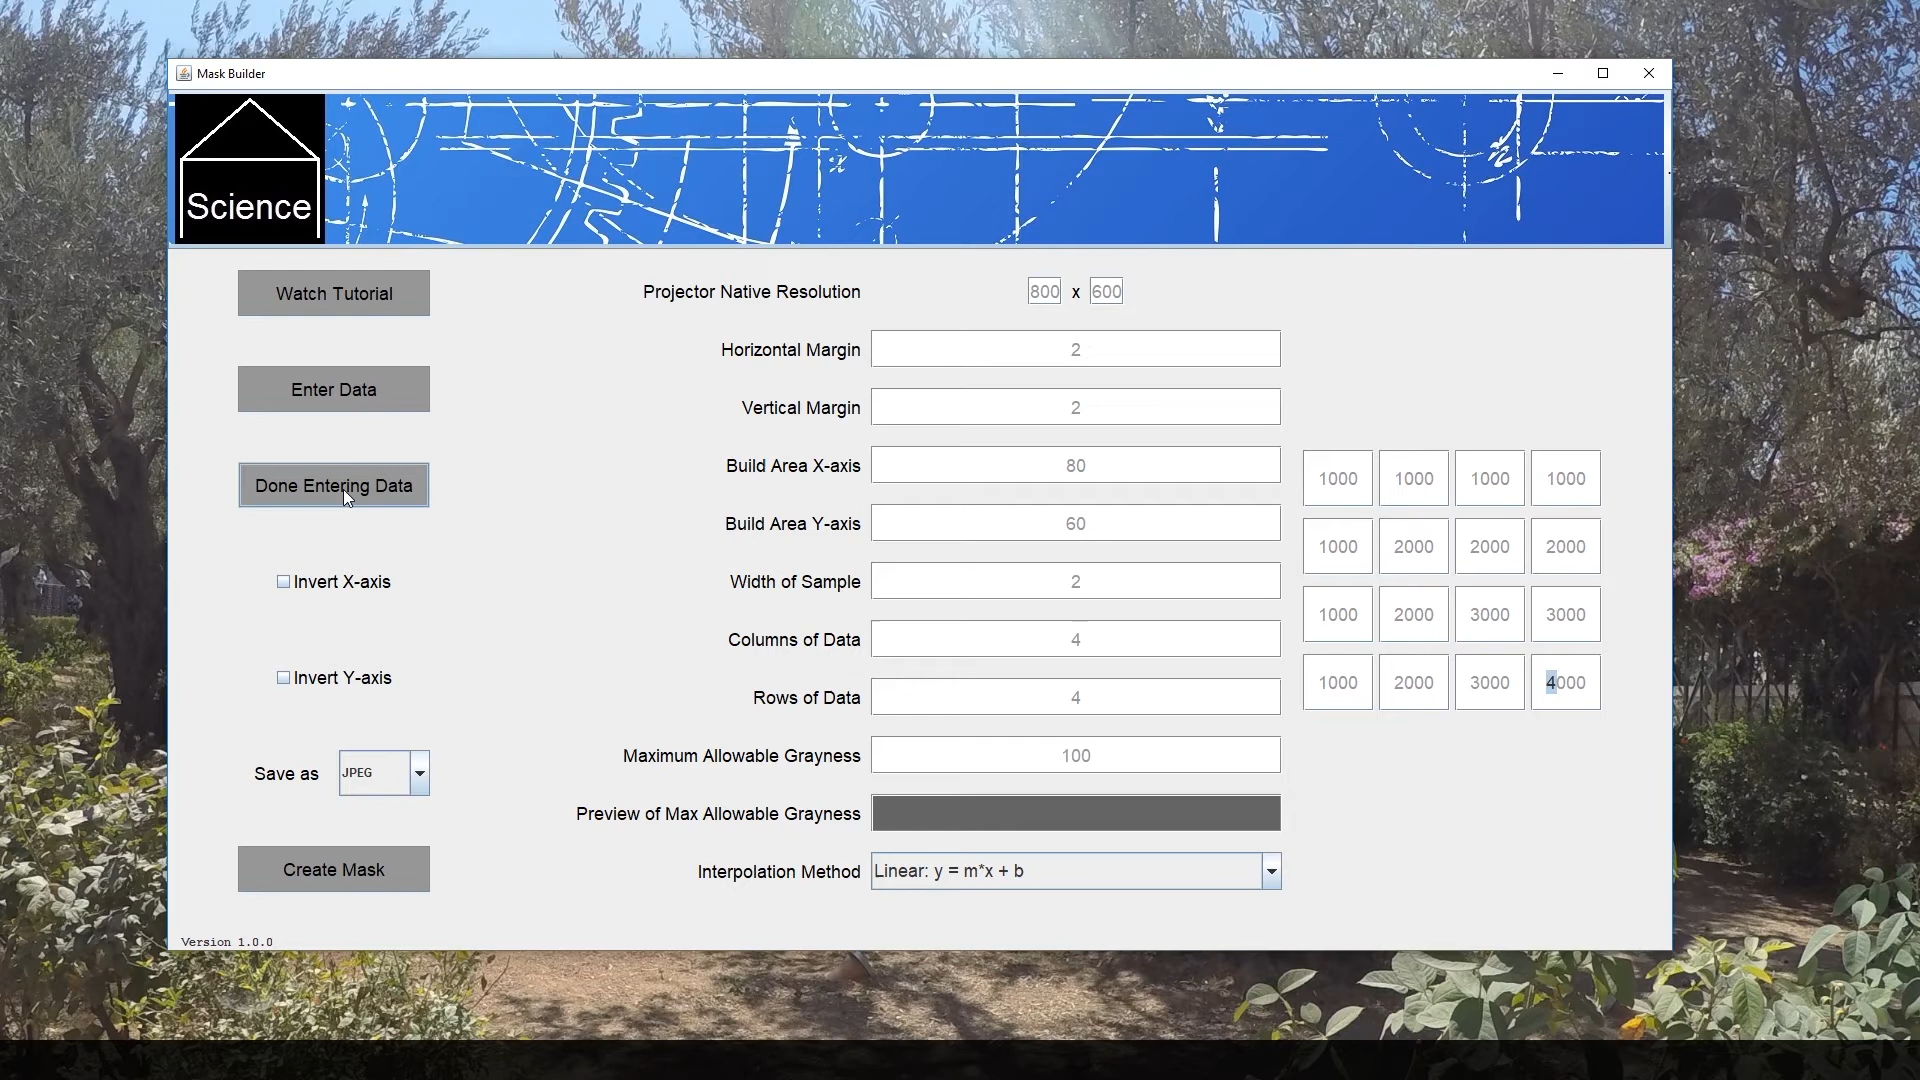 Mask Builder
Science
Watch Tutorial
Enter Data
Done Entering Data
Invert X-axis
Invert Y-axis
Save as JPEG
Create Mask
Version 1.0.0
Projector Native Resolution 800 x 600
Horizontal Margin 2
Vertical Margin 2
Build Area X-axis 80
Build Area Y-axis 60
Width of Sample 2
Columns of Data 4
Rows of Data 4
Maximum Allowable Grayness 100
Preview of Max Allowable Grayness
Interpolation Method Linear: y = m*x + b
1000 1000 1000 1000
1000 2000 2000 2000
1000 2000 3000 3000
1000 2000 3000 4000